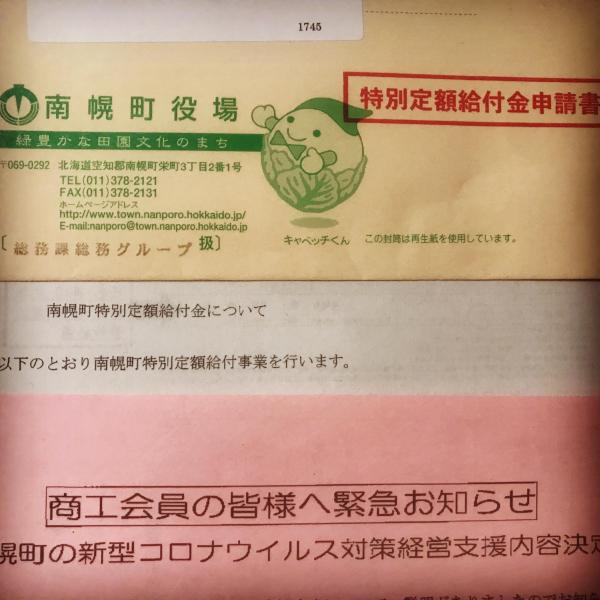 1745
南幌町役場
特別定額給付金申請書
緑豊かな田園文化のまち
〒069-0292 北海道空知郡南幌町栄町3丁目2番1号
TEL(011)378-2121
FAX(011)378-2131
ホームページアドレス
http://www.town.nanporo.hokkaido.jp/
E-mail:nanporo@town.nanporo.hokkaido.jp
〔総務課総務グループ 扱〕
キャベッチくん この封筒は再生紙を使用しています。
南幌町特別定額給付金について
以下のとおり南幌町特別定額給付事業を行います。
商工会員の皆様へ緊急お知らせ
幌町の新型コロナウイルス対策経営支援内容決定